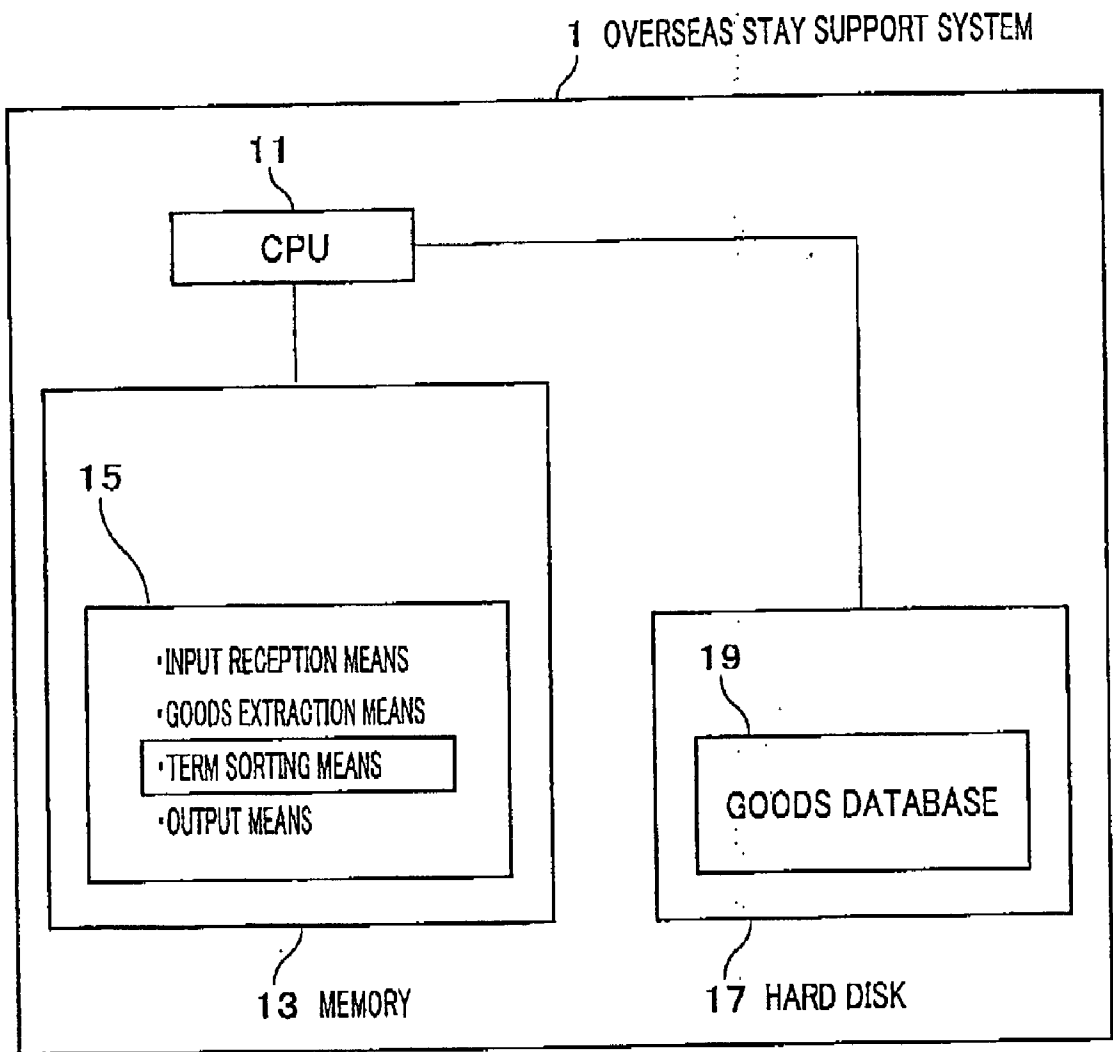 1 OVERSEAS STAY SUPPORT SYSTEM
11
CPU
15
·INPUT RECEPTION MEANS
·GOODS EXTRACTION MEANS
·TERM SORTING MEANS
·OUTPUT MEANS
19
GOODS DATABASE
13 MEMORY
17 HARD DISK